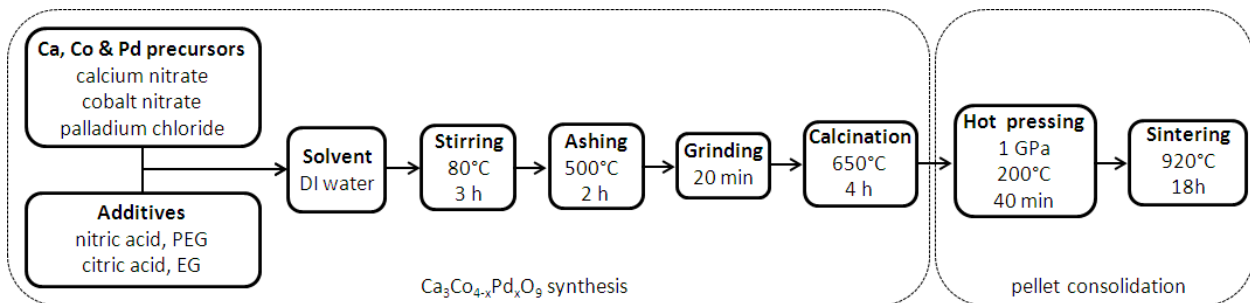 Ca, Co & Pd precursors
calcium nitrate
cobalt nitrate
palladium chloride
Additives
nitric acid, PEG
citric acid, EG
Solvent
DI water
Stirring
80°C
3 h
Ashing
500°C
2 h
Grinding
20 min
Calcination
650°C
4 h
Hot pressing
1 GPa
200°C
40 min
Sintering
920°C
18h
Ca₃Co₄₋ₓPdₓO₉ synthesis
pellet consolidation